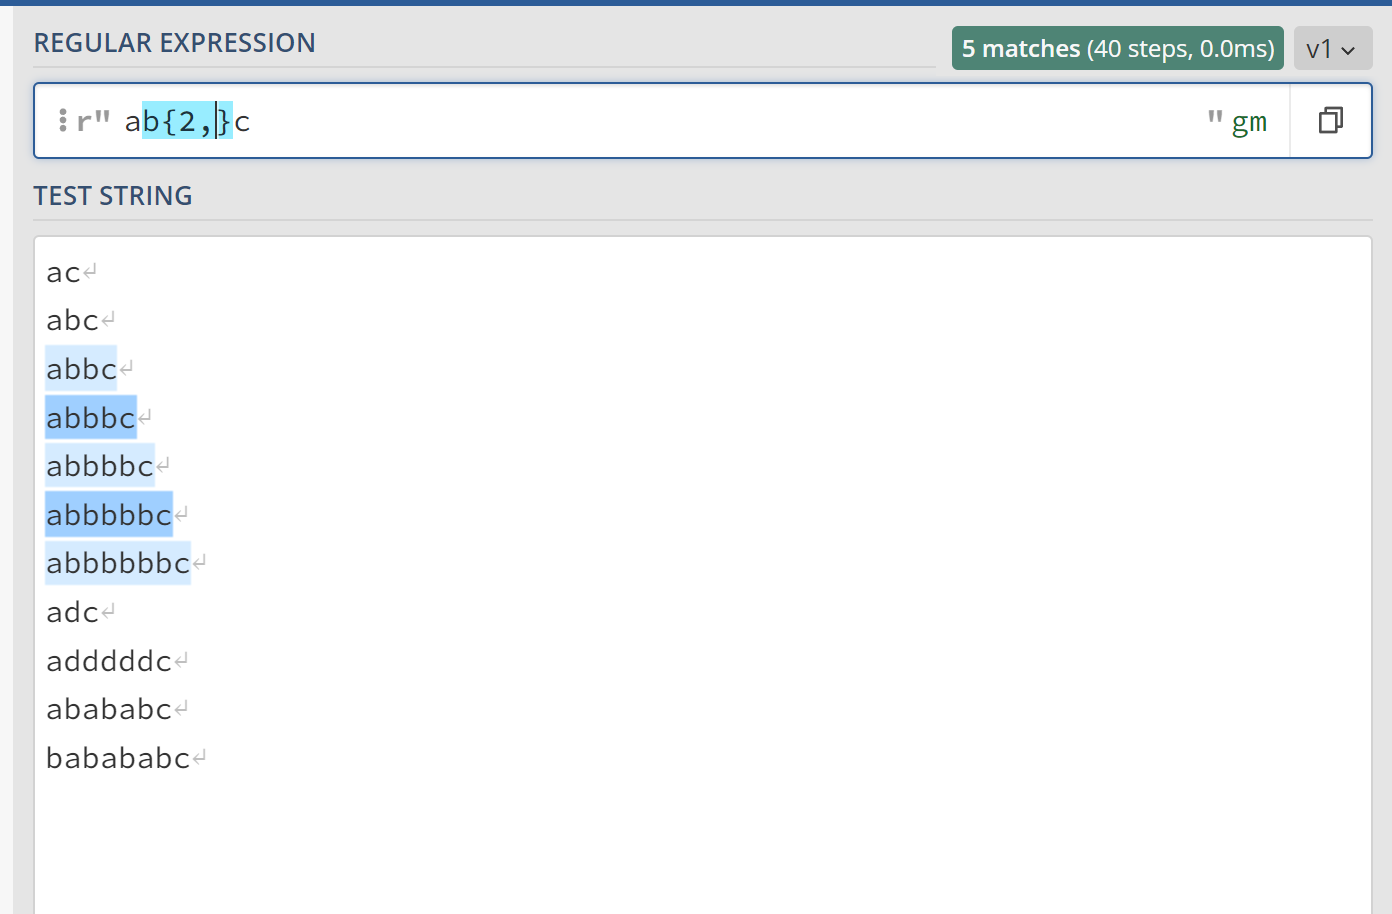 REGULAR EXPRESSION
5 matches (40 steps, 0.0ms)
v1
r" ab{2,}c " gm
TEST STRING
ac
abc
abbc
abbbc
abbbbc
abbbbbc
abbbbbbc
adc
adddddc
abababc
babababc